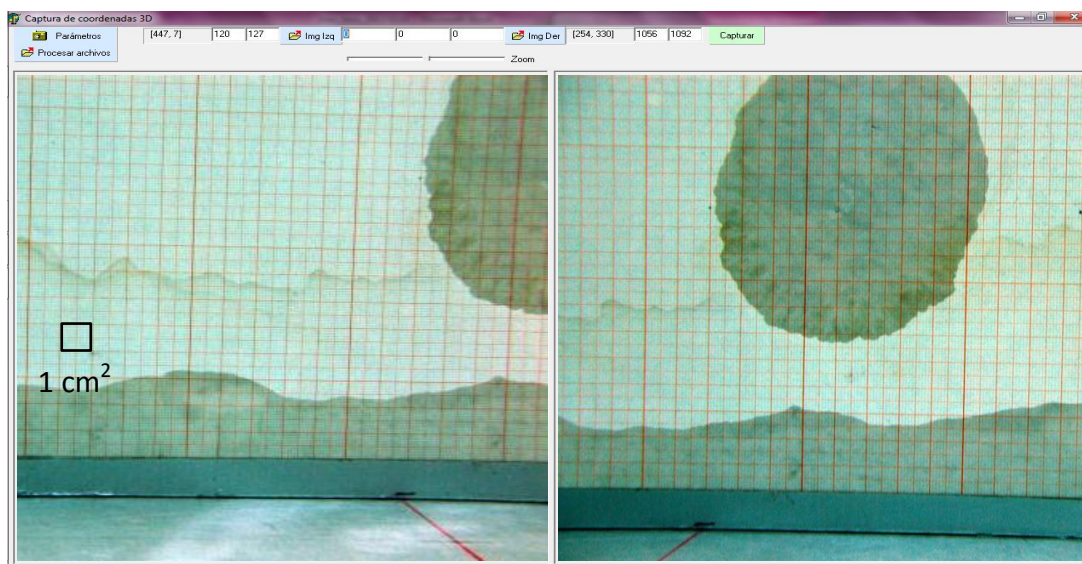 Captura de coordenadas 3D
Parámetros [447, 7] 120 127 Img Izq 0 0 0 Img Der [254, 330] 1056 1092 Capturar
Procesar archivos
Zoom
1 cm²